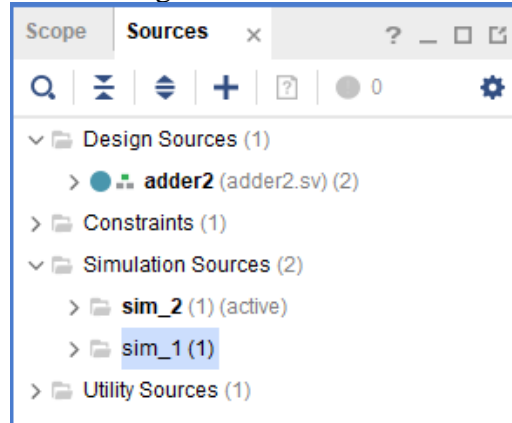 Scope Sources × ?
? 0
Design Sources (1)
adder2 (adder2.sv) (2)
Constraints (1)
Simulation Sources (2)
sim_2 (1) (active)
sim_1 (1)
Utility Sources (1)